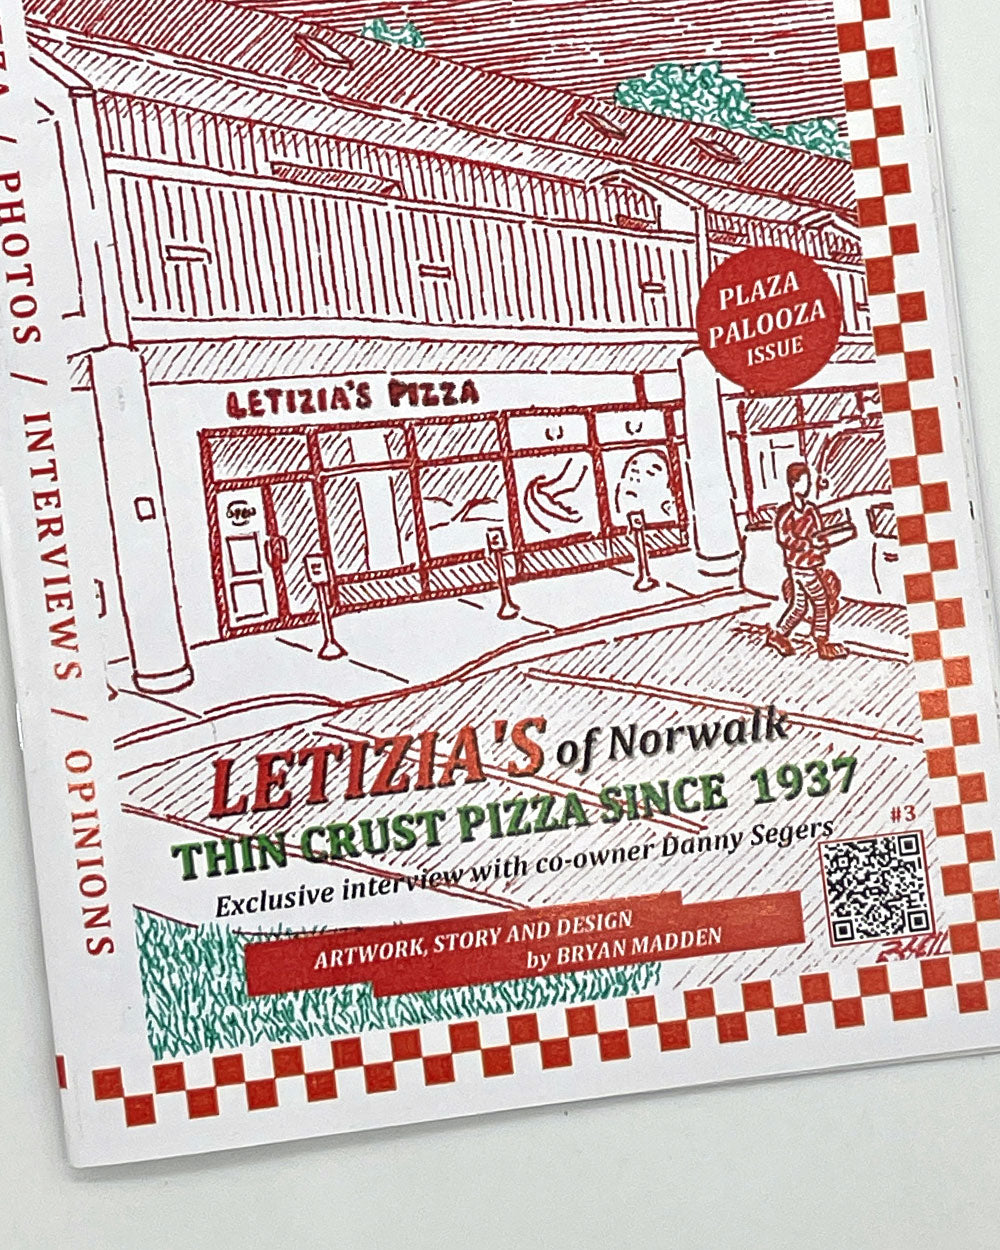 / PHOTOS / INTERVIEWS / OPINIONS
PLAZA
PALOOZA
ISSUE
LETIZIA'S PIZZA
OPEN
LETIZIA'S of Norwalk
THIN CRUST PIZZA SINCE 1937
Exclusive interview with co-owner Danny Segers
#3
ARTWORK, STORY AND DESIGN
by BRYAN MADDEN